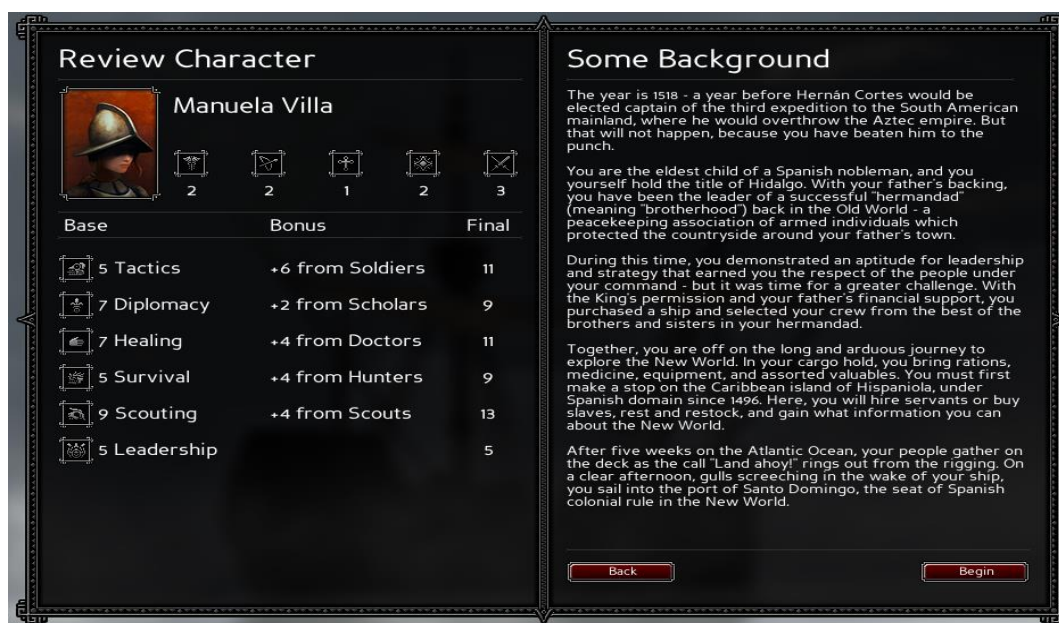 Review Character
Manuela Villa
2 2 1 2 3
Base Bonus Final
5 Tactics +6 from Soldiers 11
7 Diplomacy +2 from Scholars 9
7 Healing +4 from Doctors 11
5 Survival +4 from Hunters 9
9 Scouting +4 from Scouts 13
5 Leadership 5
Some Background
The year is 1518 - a year before Hernán Cortes would be
elected captain of the third expedition to the South American
mainland, where he would overthrow the Aztec empire. But
that will not happen, because you have beaten him to the
punch.
You are the eldest child of a Spanish nobleman, and you
yourself hold the title of Hidalgo. With your father's backing,
you have been the leader of a successful "hermandad"
(meaning "brotherhood") back in the Old World - a
peacekeeping association of armed individuals which
protected the countryside around your father's town.
During this time, you demonstrated an aptitude for leadership
and strategy that earned you the respect of the people under
your command - but it was time for a greater challenge. With
the King's permission and your father's financial support, you
purchased a ship and selected your crew from the best of the
brothers and sisters in your hermandad.
Together, you are off on the long and arduous journey to
explore the New World. In your cargo hold, you bring rations,
medicine, equipment, and assorted valuables. You must first
make a stop on the Caribbean island of Hispaniola, under
Spanish domain since 1496. Here, you will hire servants or buy
slaves, rest and restock, and gain what information you can
about the New World.
After five weeks on the Atlantic Ocean, your people gather on
the deck as the call "Land ahoy!" rings out from the rigging. On
a clear afternoon, gulls screeching in the wake of your ship,
you sail into the port of Santo Domingo, the seat of Spanish
colonial rule in the New World.
Back Begin